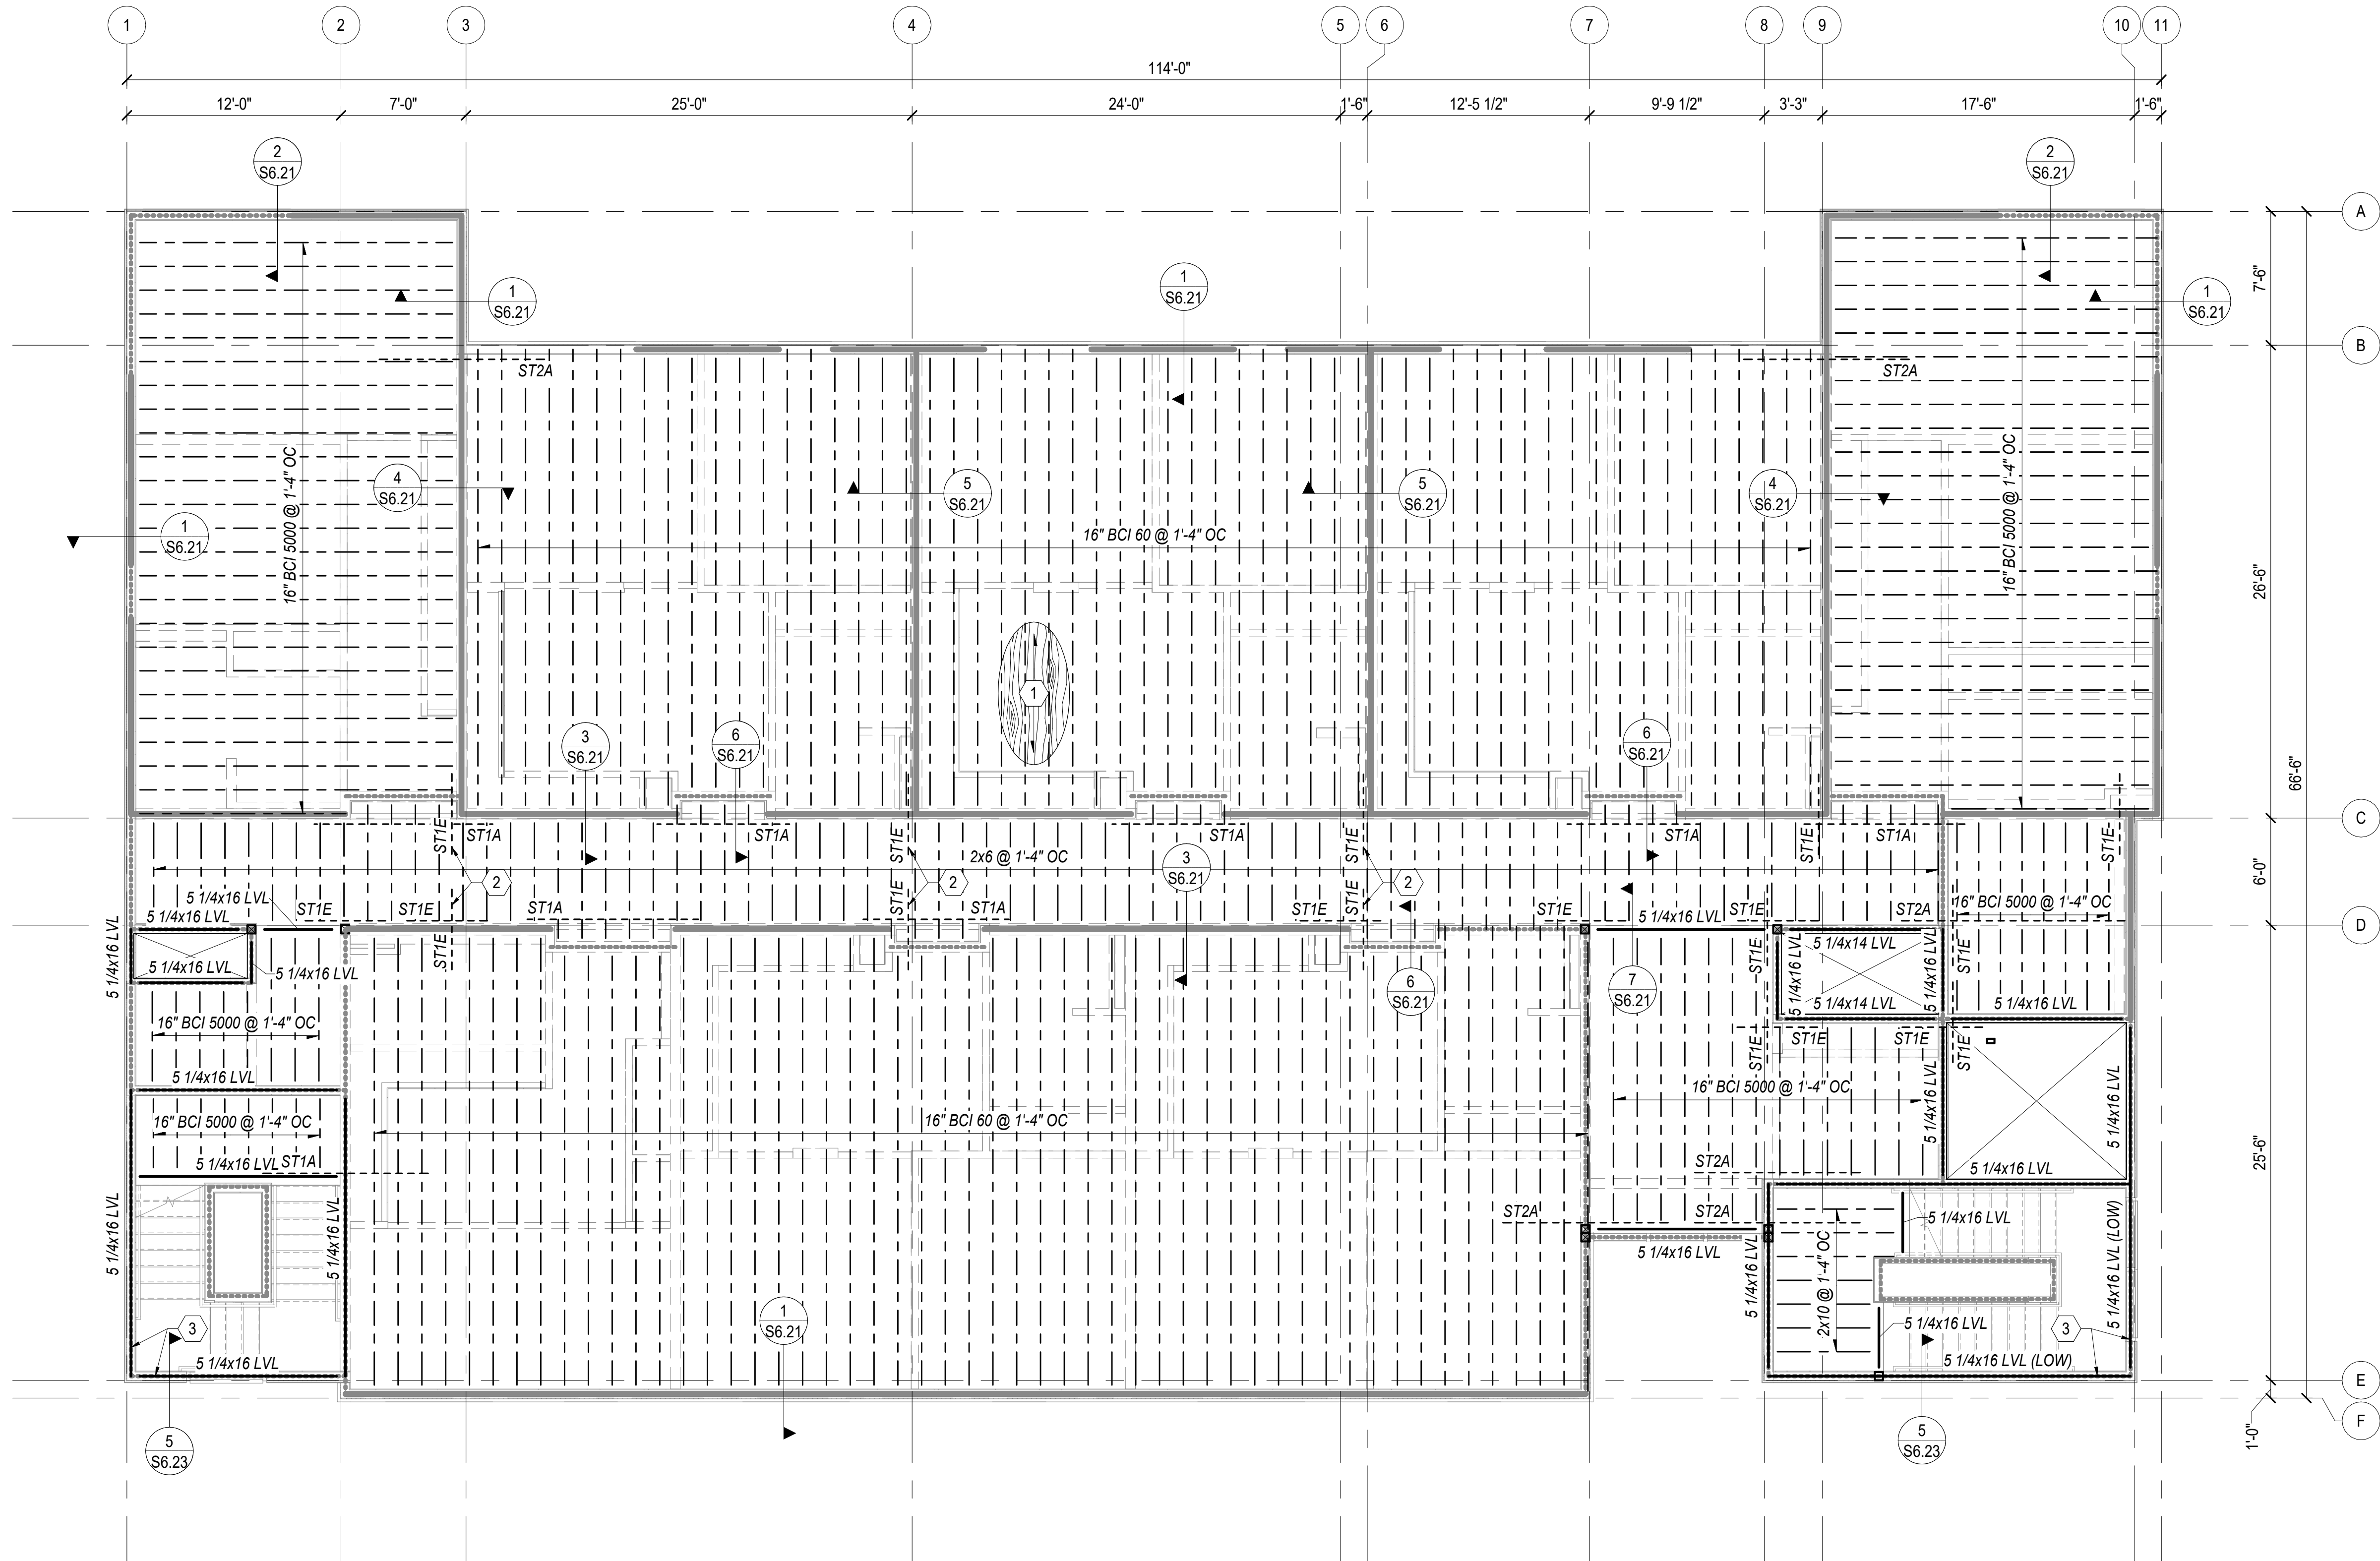 1 2 3 4 5 6 7 8 9 10 11
114'-0"
12'-0" 7'-0" 25'-0" 24'-0" 1'-6" 12'-5 1/2" 9'-9 1/2" 3'-3" 17'-6" 1'-6"
2
S6.21
2
S6.21
A
7'-6"
1
S6.21
1
S6.21
1
S6.21
B
ST2A
ST2A
4
S6.21
5
S6.21
5
S6.21
4
S6.21
1
S6.21
16" BCI 5000 @ 1'-4" OC
16" BCI 60 @ 1'-4" OC
16" BCI 5000 @ 1'-4" OC
26'-6"
1
3
S6.21
6
S6.21
6
S6.21
66'-6"
C
ST1E
ST1A
ST1A
ST1E
ST1A
ST1E
ST1A
ST1E
ST1A
ST1E
2x6 @ 1'-4" OC
3
S6.21
6'-0"
2
2
2
5 1/4x16 LVL
5 1/4x16 LVL
ST1E
ST1E
ST1A
ST1E
ST1A
ST1E
ST1E
ST1E
5 1/4x16 LVL
ST1E
ST2A
16" BCI 5000 @ 1'-4" OC
D
5 1/4x16 LVL
5 1/4x16 LVL
5 1/4x16 LVL
ST1E
6
S6.21
7
S6.21
ST1E
5 1/4x16 LVL
5 1/4x14 LVL
5 1/4x14 LVL
5 1/4x16 LVL
ST1E
5 1/4x16 LVL
16" BCI 5000 @ 1'-4" OC
5 1/4x16 LVL
ST1E
ST1E
ST1E
ST1E
16" BCI 5000 @ 1'-4" OC
16" BCI 60 @ 1'-4" OC
16" BCI 5000 @ 1'-4" OC
5 1/4x16 LVL
5 1/4x16 LVL
25'-6"
5 1/4x16 LVL
ST1A
ST2A
5 1/4x16 LVL
5 1/4x16 LVL
5 1/4x16 LVL
ST2A
ST2A
5 1/4x16 LVL
5 1/4x16 LVL
5 1/4x16 LVL
2x10 @ 1'-4" OC
5 1/4x16 LVL (LOW)
3
1
S6.21
5 1/4x16 LVL
3
5 1/4x16 LVL
5 1/4x16 LVL (LOW)
E
F
1'-0"
5
S6.23
5
S6.23